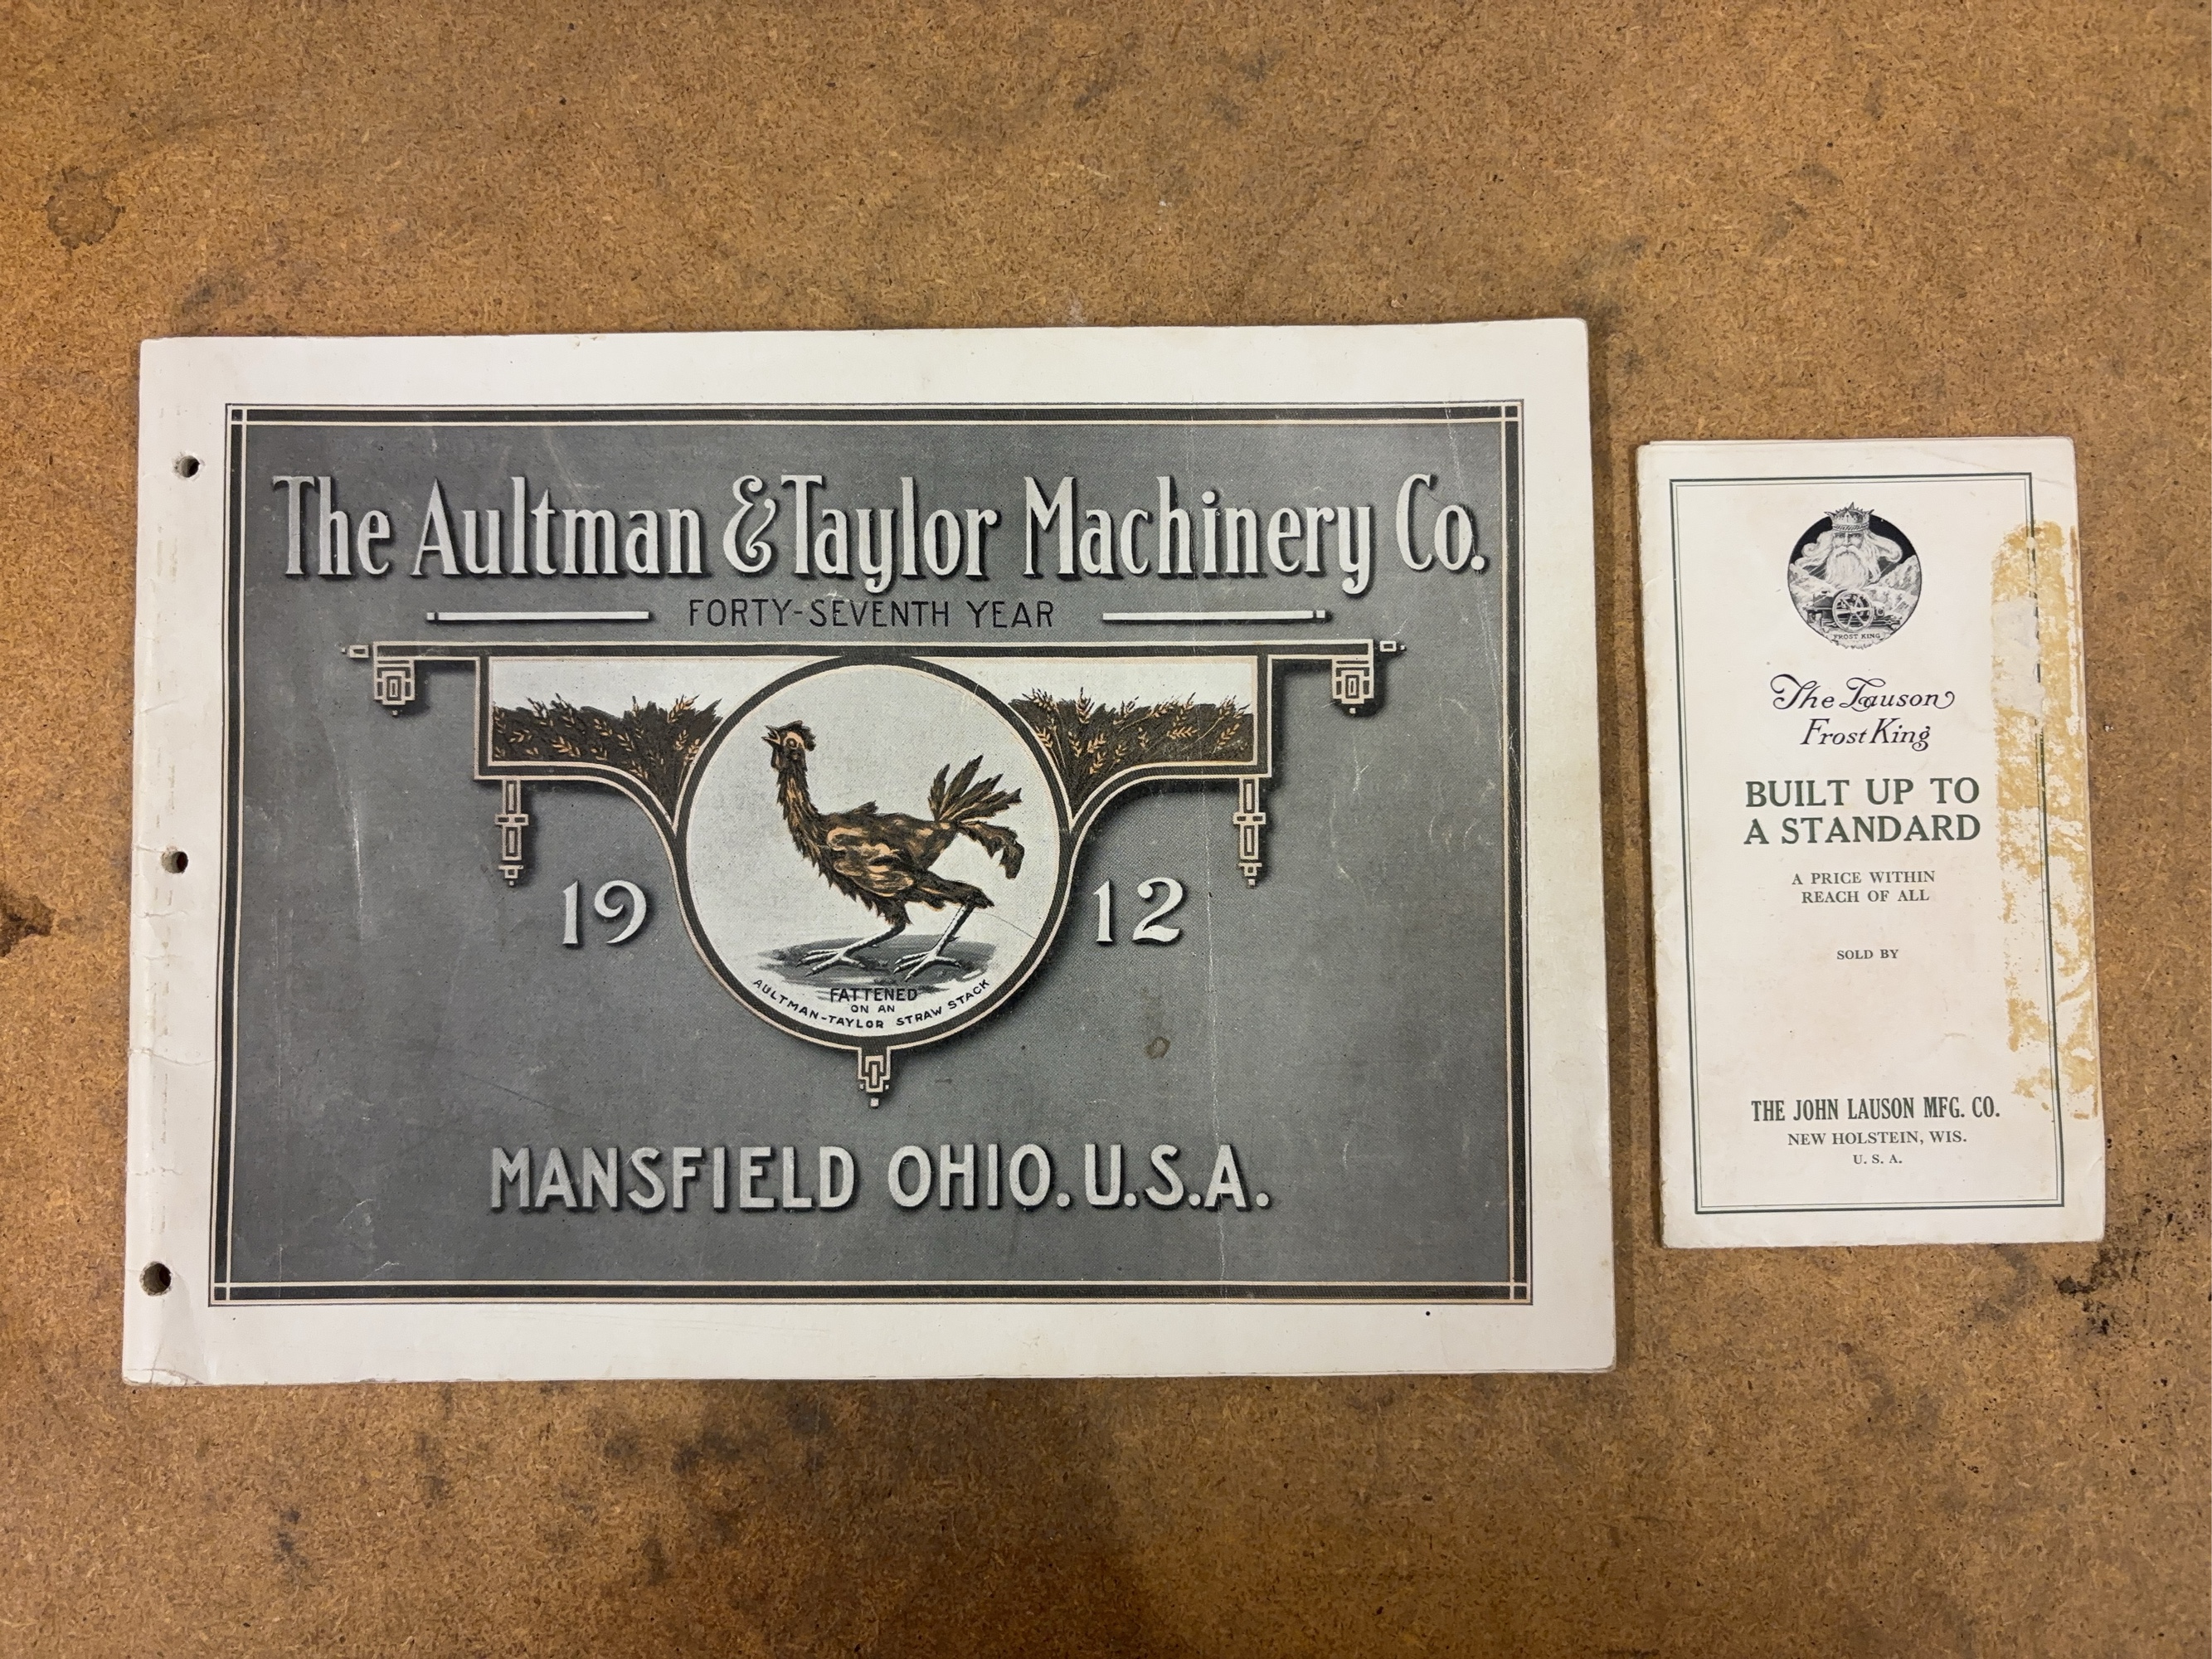 The Aultman & Taylor Machinery Co.
FORTY-SEVENTH YEAR
19 12
FATTENED
ON AN
AULTMAN-TAYLOR STRAW STACK
MANSFIELD OHIO. U.S.A.
FROST KING
The Lauson
Frost King
BUILT UP TO
A STANDARD
A PRICE WITHIN
REACH OF ALL
SOLD BY
THE JOHN LAUSON MFG. CO.
NEW HOLSTEIN, WIS.
U. S. A.